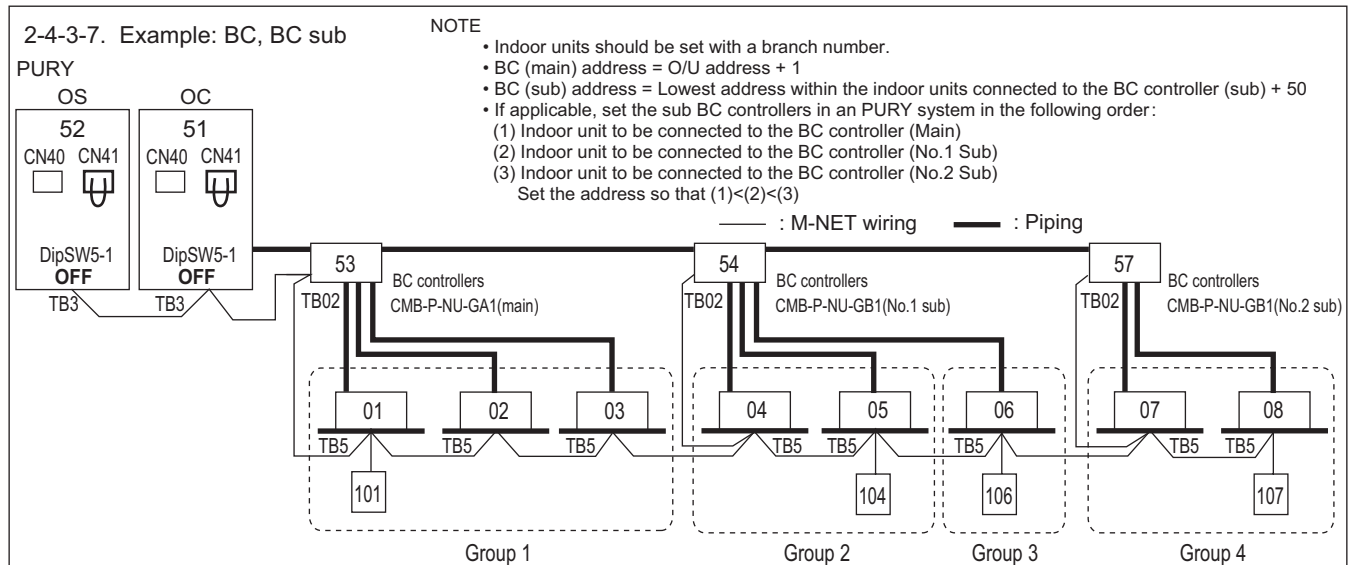 2-4-3-7. Example: BC, BC sub
NOTE
• Indoor units should be set with a branch number.
• BC (main) address = O/U address + 1
• BC (sub) address = Lowest address within the indoor units connected to the BC controller (sub) + 50
• If applicable, set the sub BC controllers in an PURY system in the following order:
(1) Indoor unit to be connected to the BC controller (Main)
(2) Indoor unit to be connected to the BC controller (No.1 Sub)
(3) Indoor unit to be connected to the BC controller (No.2 Sub)
Set the address so that (1)<(2)<(3)
PURY
OS OC
52 51
CN40 CN41 CN40 CN41
: M-NET wiring : Piping
DipSW5-1 DipSW5-1
OFF OFF
TB3 TB3
53 54 57
BC controllers BC controllers BC controllers
TB02 CMB-P-NU-GA1(main) TB02 CMB-P-NU-GB1(No.1 sub) TB02 CMB-P-NU-GB1(No.2 sub)
01 02 03 04 05 06 07 08
TB5 TB5 TB5 TB5 TB5 TB5 TB5 TB5
101 104 106 107
Group 1 Group 2 Group 3 Group 4